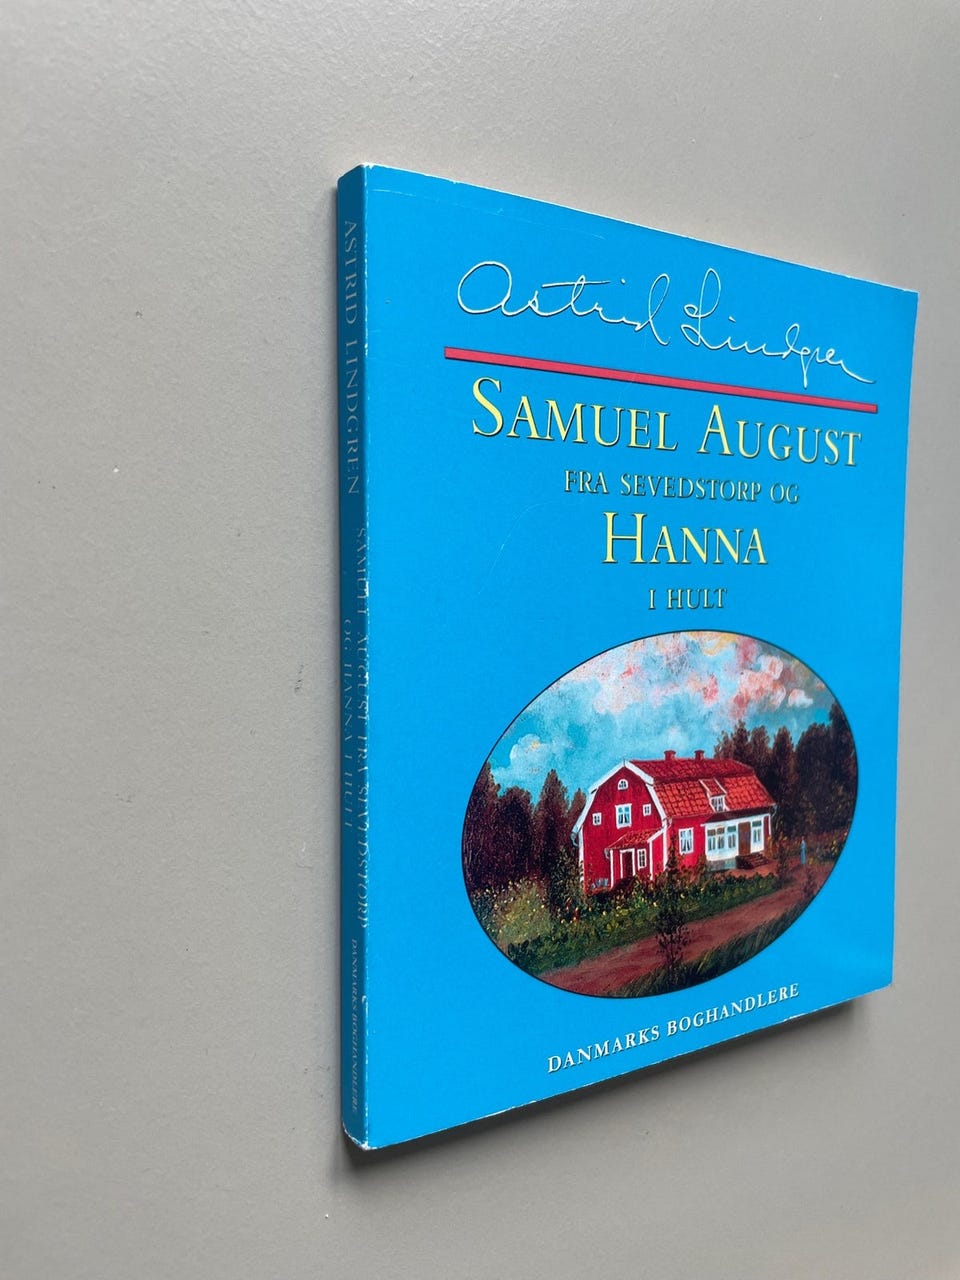 Astrid Lindgren
SAMUEL AUGUST
FRA SEVEDSTORP OG
HANNA
I HULT
DANMARKS BOGHANDLERE
ASTRID LINDGREN
SAMUEL AUGUST FRA SEVEDSTORP
OG HANNA I HULT
DANMARKS BOGHANDLERE